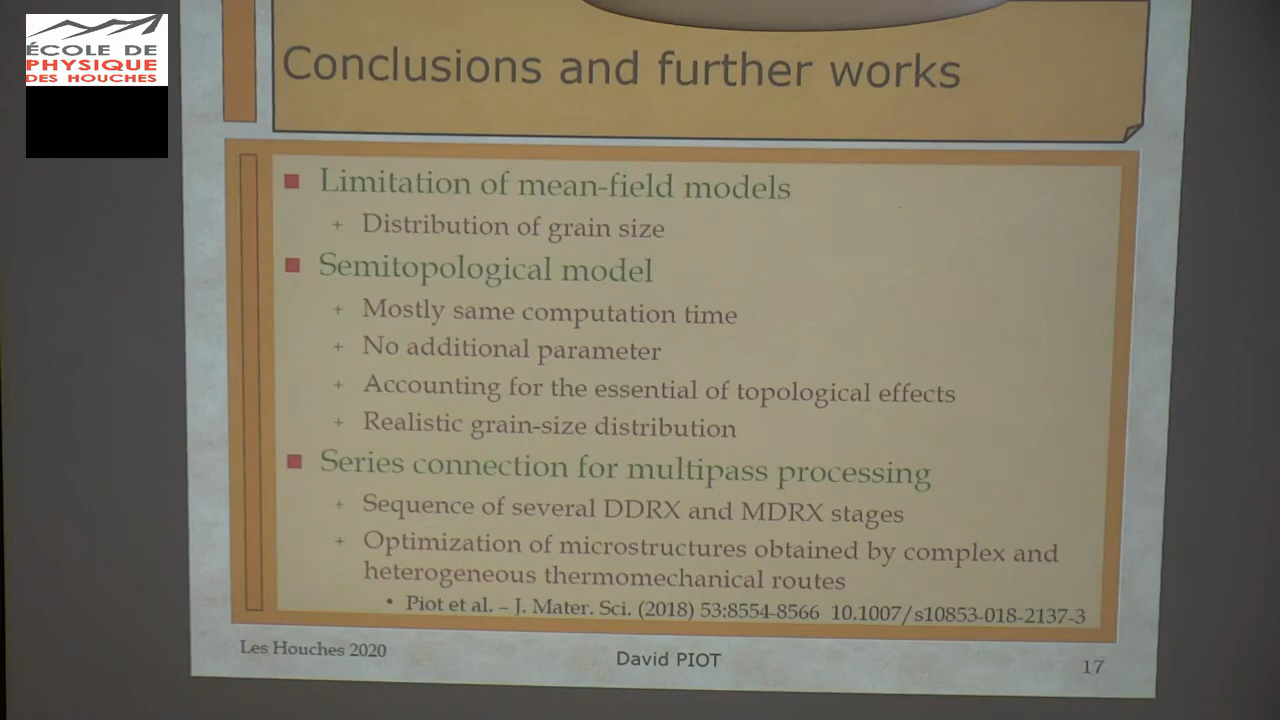 ÉCOLE DE
PHYSIQUE
DES HOUCHES
Conclusions and further works
Limitation of mean-field models
+ Distribution of grain size
Semitopological model
+ Mostly same computation time
+ No additional parameter
+ Accounting for the essential of topological effects
+ Realistic grain-size distribution
Series connection for multipass processing
+ Sequence of several DDRX and MDRX stages
+ Optimization of microstructures obtained by complex and
heterogeneous thermomechanical routes
• Piot et al. – J. Mater. Sci. (2018) 53:8554-8566 10.1007/s10853-018-2137-3
Les Houches 2020
David PIOT
17